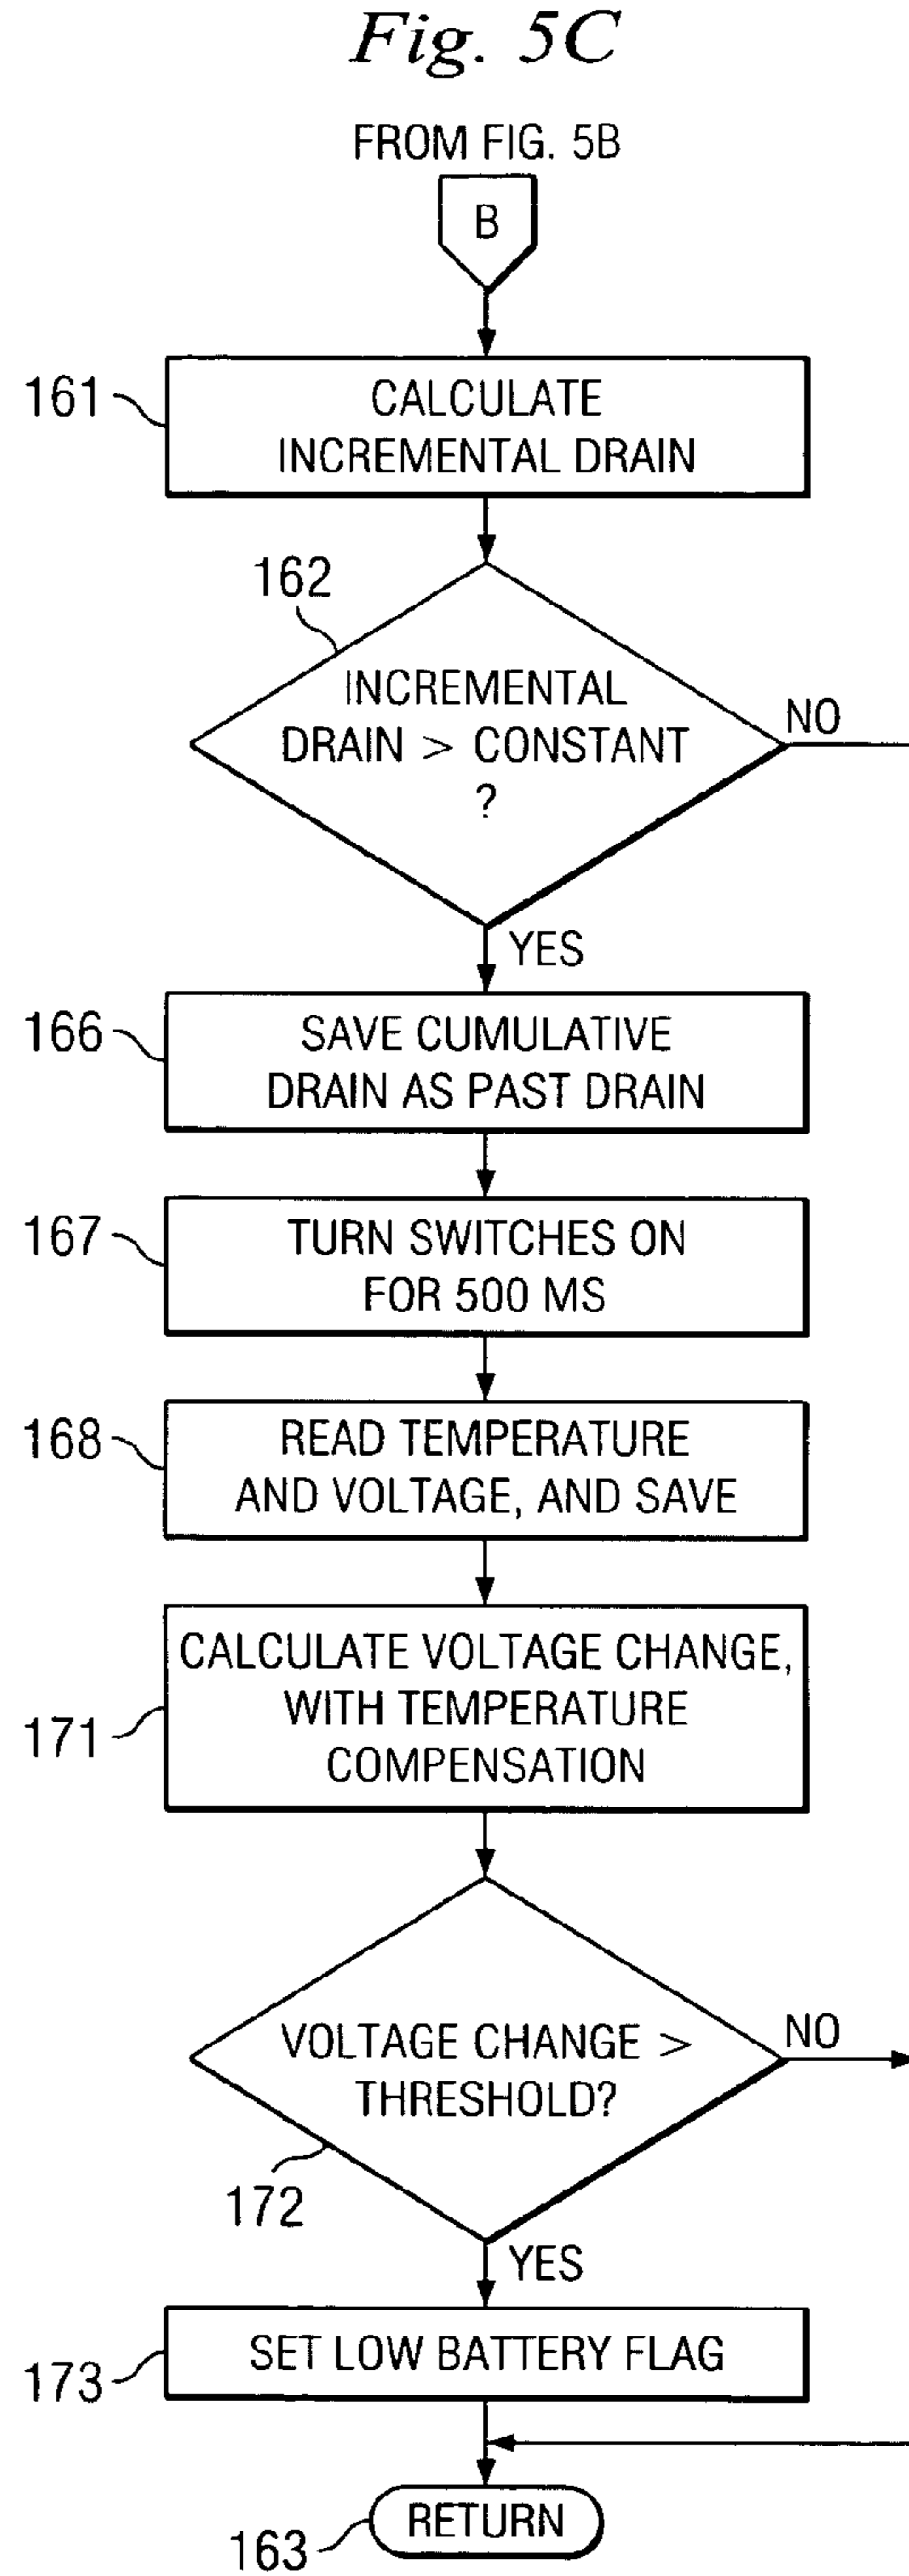 Fig. 5C
FROM FIG. 5B
B
161
CALCULATE
INCREMENTAL DRAIN
162
INCREMENTAL
DRAIN > CONSTANT
?
NO
YES
166
SAVE CUMULATIVE
DRAIN AS PAST DRAIN
167
TURN SWITCHES ON
FOR 500 MS
168
READ TEMPERATURE
AND VOLTAGE, AND SAVE
171
CALCULATE VOLTAGE CHANGE,
WITH TEMPERATURE
COMPENSATION
VOLTAGE CHANGE >
THRESHOLD?
NO
172
YES
173
SET LOW BATTERY FLAG
163
RETURN